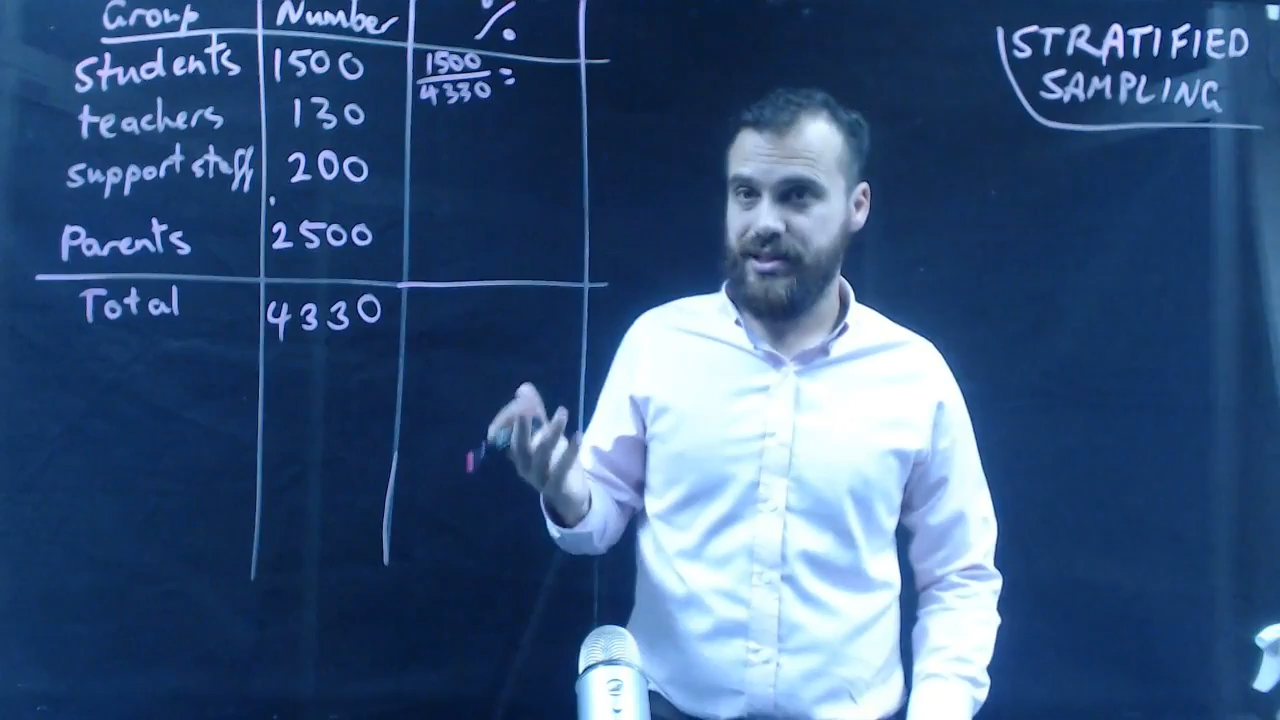 Group Number %
Students 1500 1500/4330 =
teachers 130
support staff 200
Parents 2500
Total 4330
STRATIFIED
SAMPLING